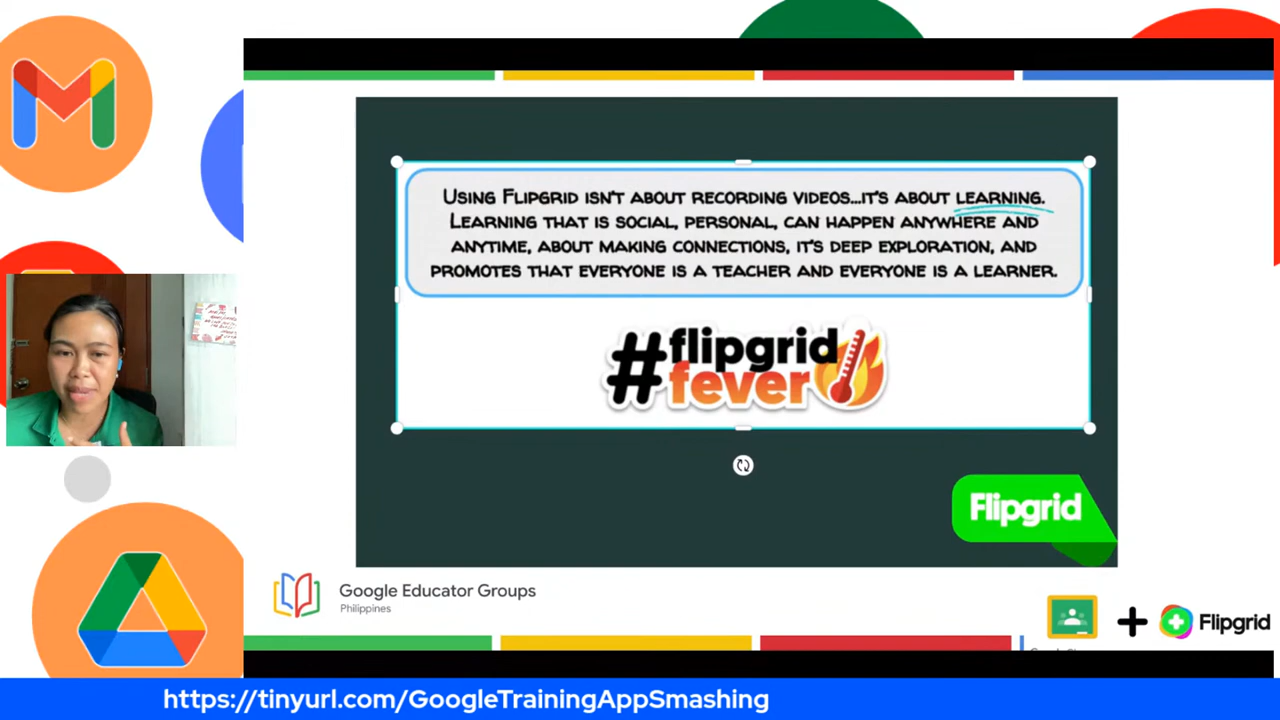 Using Flipgrid isn't about recording videos...it's about learning.
Learning that is social, personal, can happen anywhere and
anytime, about making connections, it's deep exploration, and
promotes that everyone is a teacher and everyone is a learner.
#flipgrid
fever
Flipgrid
Google Educator Groups
Philippines
Flipgrid
https://tinyurl.com/GoogleTrainingAppSmashing